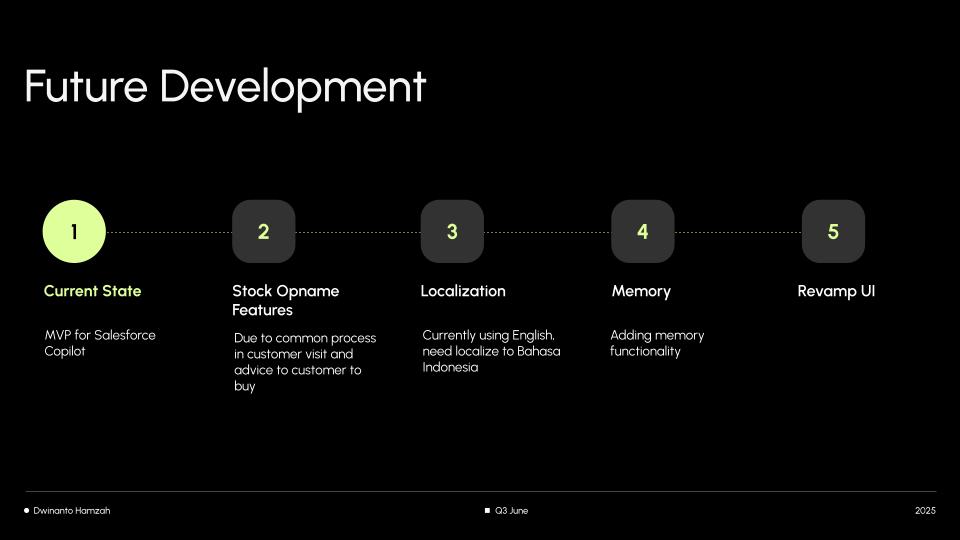 Future Development
1
2
3
4
5
Current State
MVP for Salesforce
Copilot
Stock Opname
Features
Due to common process
in customer visit and
advice to customer to
buy
Localization
Currently using English,
need localize to Bahasa
Indonesia
Memory
Adding memory
functionality
Revamp UI
Dwinanto Hamzah
Q3 June
2025